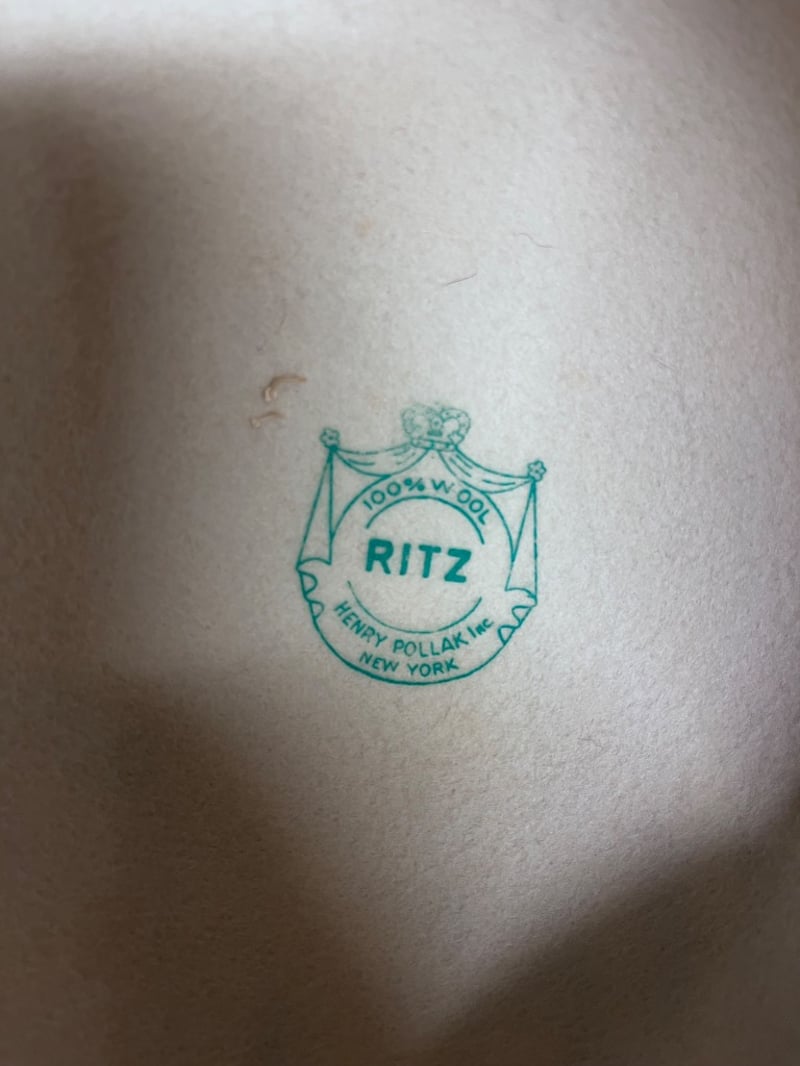 100% WOOL
RITZ
HENRY POLLAK Inc
NEW YORK